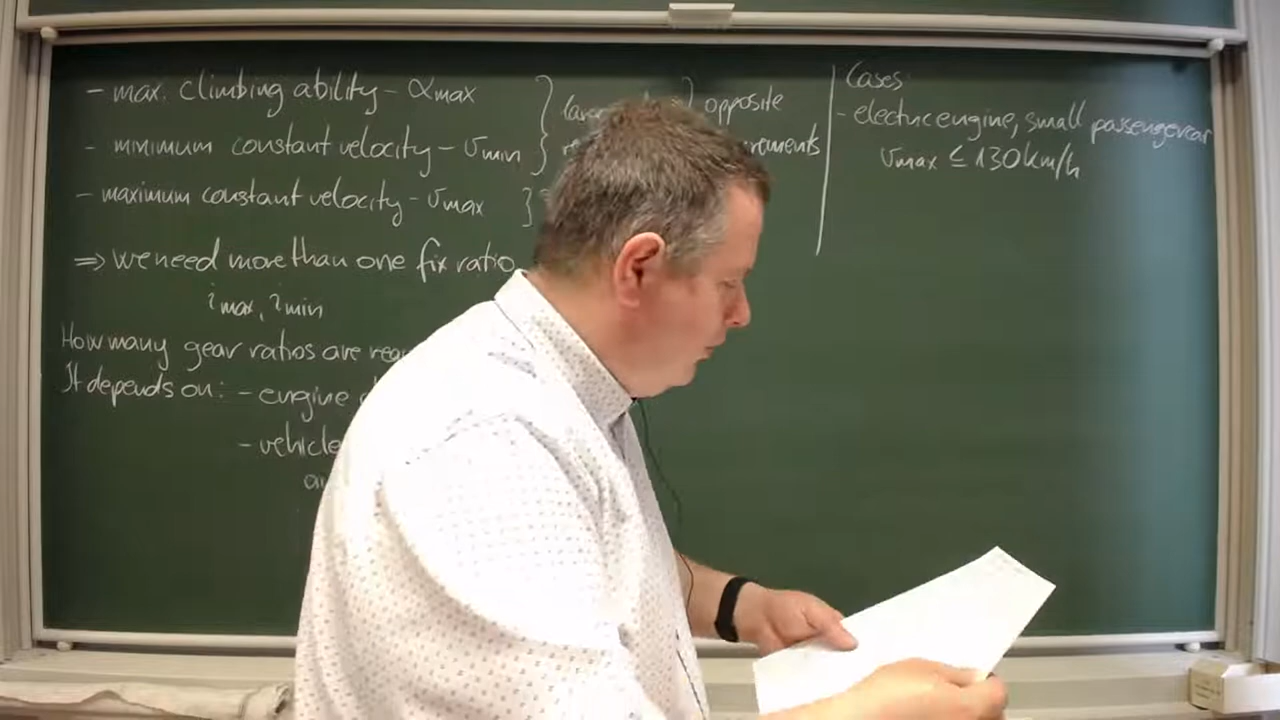 - max. climbing ability - αmax
- minimum constant velocity - vmin
- maximum constant velocity - vmax
opposite
⇒ we need more than one fix ratio
imax, imin
How many gear ratios are
It depends on: - engine
- vehicle
Cases:
- electric engine, small passenger car
vmax ≤ 130 km/h